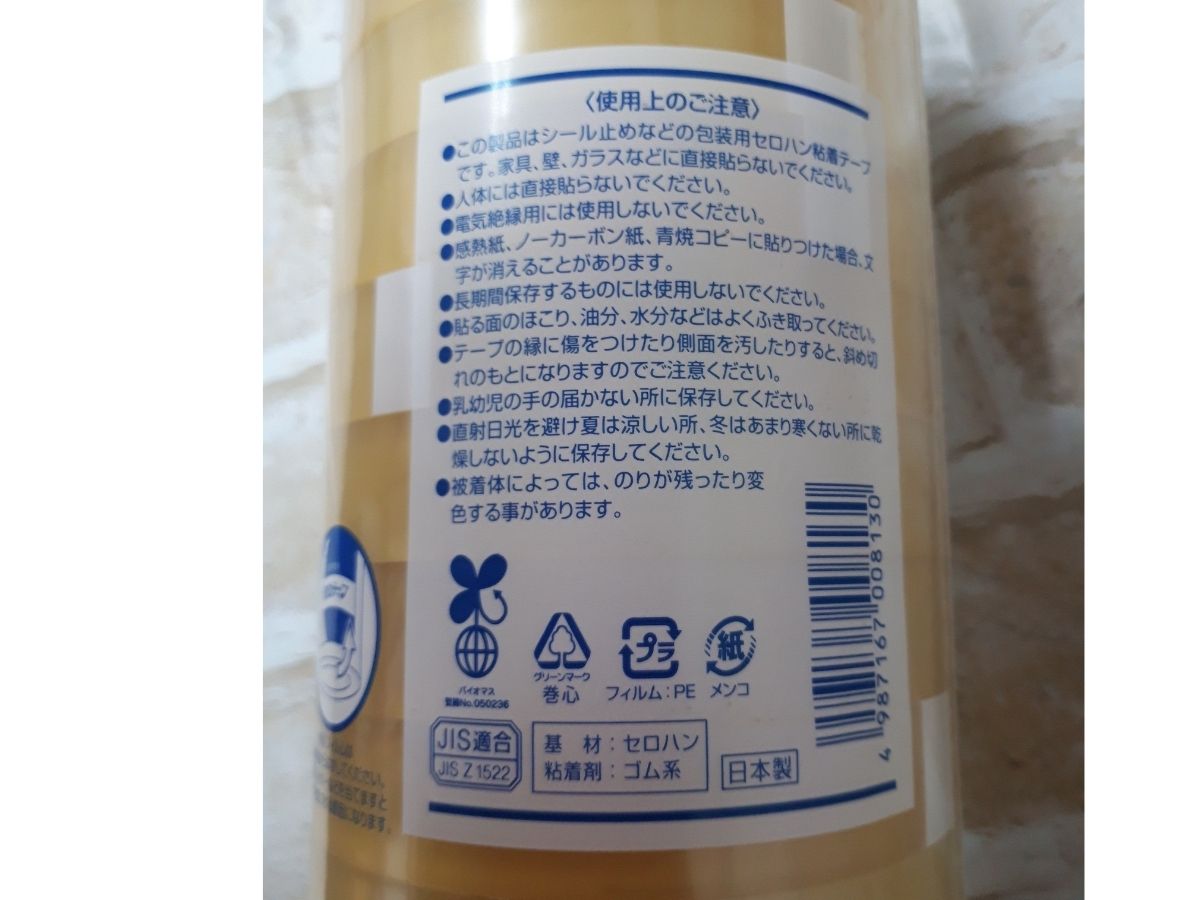 〈使用上のご注意〉
●この製品はシール止めなどの包装用セロハン粘着テープ
です。家具、壁、ガラスなどに直接貼らないでください。
●人体には直接貼らないでください。
●電気絶縁用には使用しないでください。
●感熱紙、ノーカーボン紙、青焼コピーに貼りつけた場合、文
字が消えることがあります。
●長期間保存するものには使用しないでください。
●貼る面のほこり、油分、水分などはよくふき取ってください。
●テープの縁に傷をつけたり側面を汚したりすると、斜め切
れのもとになりますのでご注意ください。
●乳幼児の手の届かない所に保存してください。
●直射日光を避け夏は涼しい所、冬はあまり寒くない所に乾
燥しないように保存してください。
●被着体によっては、のりが残ったり変
色する事があります。
バイオマス
登録No.050236
グリーンマーク
巻心
プラ
フィルム：PE
紙
メンコ
JIS適合
JIS Z 1522
基 材：セロハン
粘着剤：ゴム系
日本製
4 987167 008130
してください。
てますと
になります。